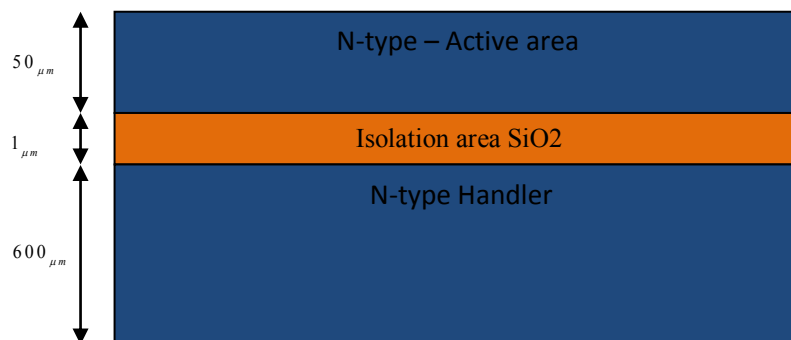 N-type – Active area
50 µm
Isolation area SiO2
1 µm
N-type Handler
600 µm